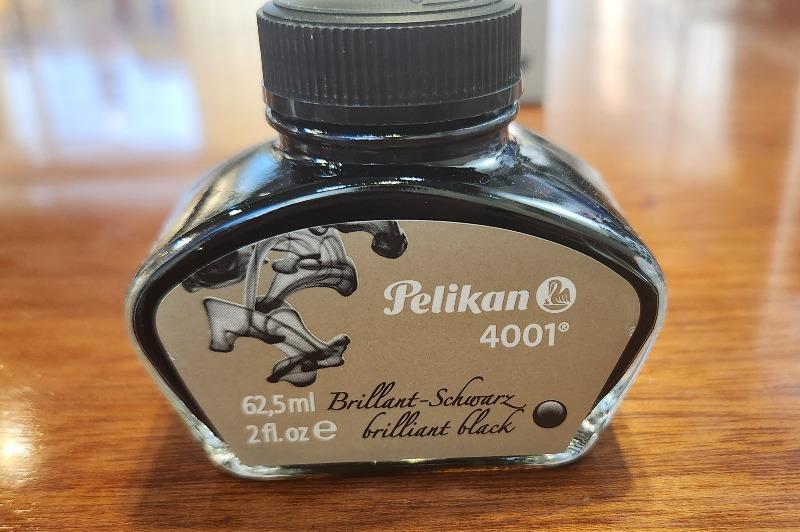 Pelikan
4001®
62,5 ml Brillant-Schwarz
2 fl. oz ℮ brilliant black